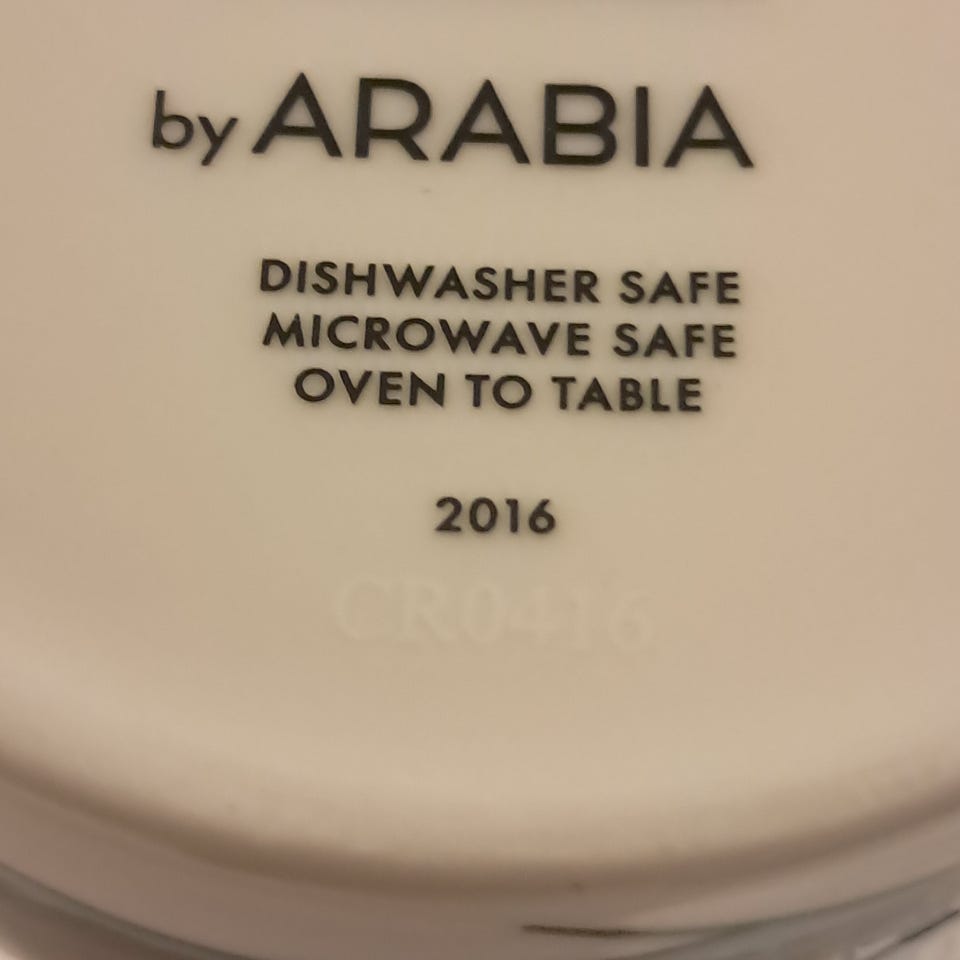 by ARABIA
DISHWASHER SAFE
MICROWAVE SAFE
OVEN TO TABLE
2016
CR0416